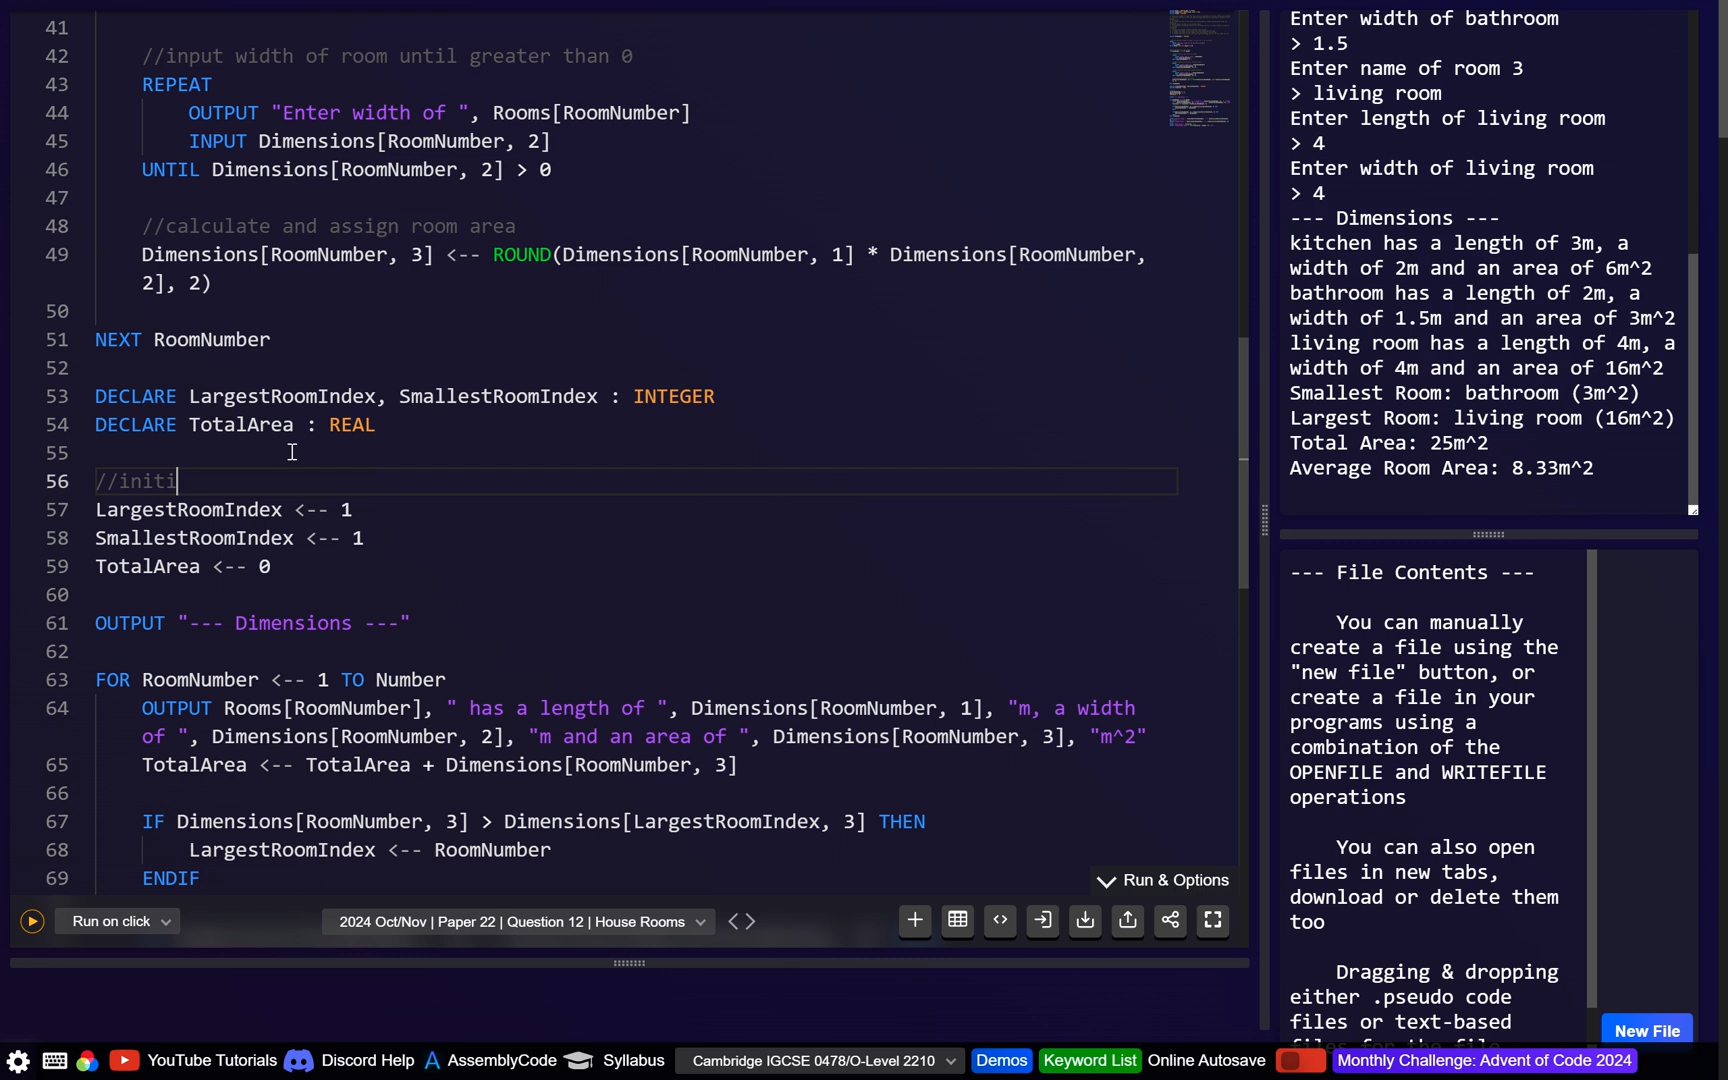 41
42 //input width of room until greater than 0
43 REPEAT
44 OUTPUT "Enter width of ", Rooms[RoomNumber]
45 INPUT Dimensions[RoomNumber, 2]
46 UNTIL Dimensions[RoomNumber, 2] > 0
47
48 //calculate and assign room area
49 Dimensions[RoomNumber, 3] <-- ROUND(Dimensions[RoomNumber, 1] * Dimensions[RoomNumber,
2], 2)
50
51 NEXT RoomNumber
52
53 DECLARE LargestRoomIndex, SmallestRoomIndex : INTEGER
54 DECLARE TotalArea : REAL
55
56 //initi
57 LargestRoomIndex <-- 1
58 SmallestRoomIndex <-- 1
59 TotalArea <-- 0
60
61 OUTPUT "--- Dimensions ---"
62
63 FOR RoomNumber <-- 1 TO Number
64 OUTPUT Rooms[RoomNumber], " has a length of ", Dimensions[RoomNumber, 1], "m, a width
of ", Dimensions[RoomNumber, 2], "m and an area of ", Dimensions[RoomNumber, 3], "m^2"
65 TotalArea <-- TotalArea + Dimensions[RoomNumber, 3]
66
67 IF Dimensions[RoomNumber, 3] > Dimensions[LargestRoomIndex, 3] THEN
68 LargestRoomIndex <-- RoomNumber
69 ENDIF
Run & Options
Run on click
2024 Oct/Nov | Paper 22 | Question 12 | House Rooms
Enter width of bathroom
> 1.5
Enter name of room 3
> living room
Enter length of living room
> 4
Enter width of living room
> 4
--- Dimensions ---
kitchen has a length of 3m, a
width of 2m and an area of 6m^2
bathroom has a length of 2m, a
width of 1.5m and an area of 3m^2
living room has a length of 4m, a
width of 4m and an area of 16m^2
Smallest Room: bathroom (3m^2)
Largest Room: living room (16m^2)
Total Area: 25m^2
Average Room Area: 8.33m^2
--- File Contents ---
You can manually
create a file using the
"new file" button, or
create a file in your
programs using a
combination of the
OPENFILE and WRITEFILE
operations
You can also open
files in new tabs,
download or delete them
too
Dragging & dropping
either .pseudo code
files or text-based
files for the file
New File
YouTube Tutorials Discord Help AssemblyCode Syllabus Cambridge IGCSE 0478/O-Level 2210 Demos Keyword List Online Autosave Monthly Challenge: Advent of Code 2024